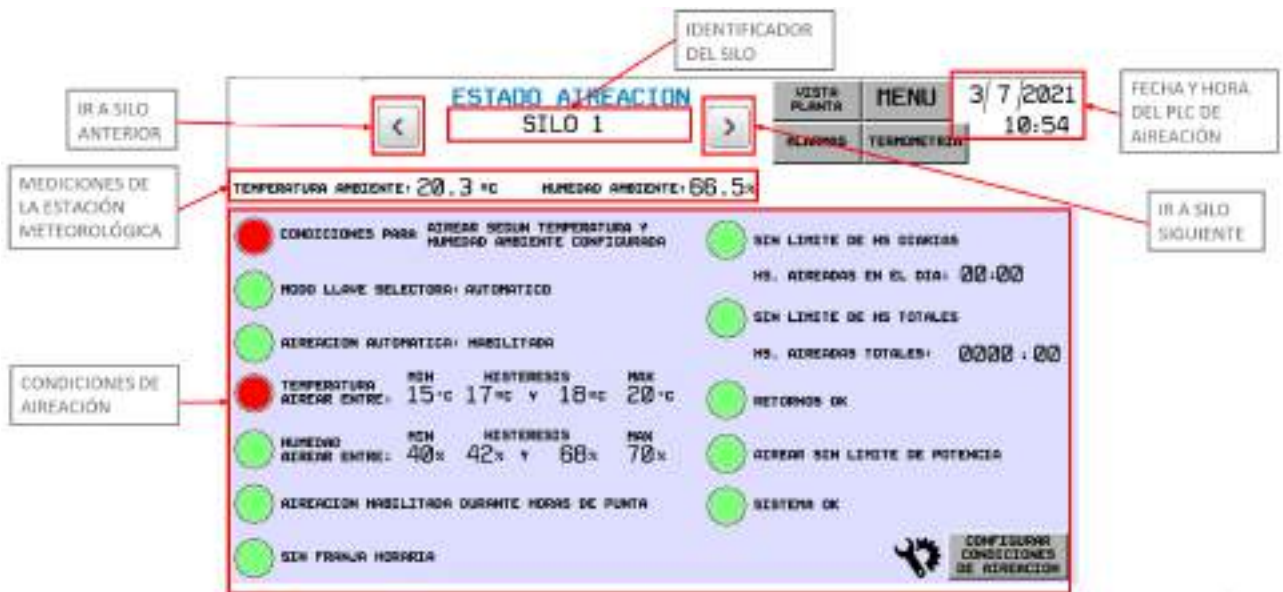 IDENTIFICADOR
DEL SILO
IR A SILO
ANTERIOR
ESTADO AIREACION
<
SILO 1
>
VISTA
PLANTA
MENU
ALARMAS
TERMOMETRIA
3/ 7 /2021
10:54
FECHA Y HORA
DEL PLC DE
AIREACIÓN
MEDICIONES DE
LA ESTACIÓN
METEOROLÓGICA
TEMPERATURA AMBIENTE: 20.3 °C HUMEDAD AMBIENTE: 66.5%
IR A SILO
SIGUIENTE
CONDICIONES DE
AIREACIÓN
CONDICIONES PARA AIREAR SEGUN TEMPERATURA Y
HUMEDAD AMBIENTE CONFIGURADA
MODO LLAVE SELECTORA: AUTOMATICO
AIREACION AUTOMATICA: HABILITADA
MIN HISTERESIS MAX
TEMPERATURA
AIREAR ENTRE: 15°C 17°C Y 18°C 20°C
MIN HISTERESIS MAX
HUMEDAD
AIREAR ENTRE: 40% 42% Y 68% 70%
AIREACION HABILITADA DURANTE HORAS DE PUNTA
SIN FRANJA HORARIA
SIN LIMITE DE HS DIARIAS
HS. AIREADAS EN EL DIA: 00:00
SIN LIMITE DE HS TOTALES
HS. AIREADAS TOTALES: 0000 : 00
RETORNOS OK
AIREAR SIN LIMITE DE POTENCIA
SISTEMA OK
CONFIGURAR
CONDICIONES
DE AIREACION